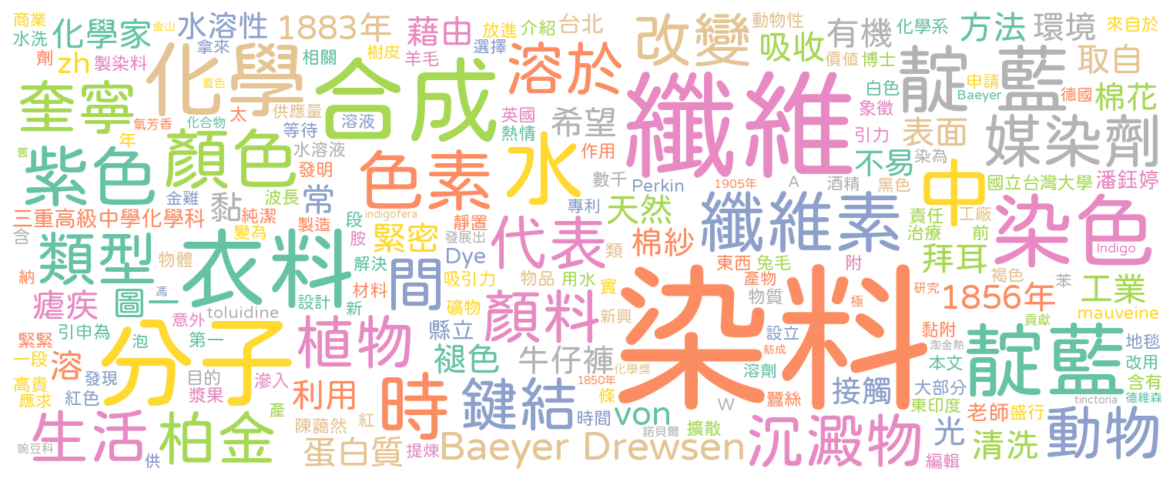 商業 金山 水溶性 1883年 藉由 放進 介紹 台北 改變 動物性 有機 化學系 方法 環境 來自於
水洗 化學家 拿來 相關 樹皮 選擇 吸收 價值 博士 取自
劑 製染料 zh 藍色 化學 羊毛 溶於 纖維 白色 靛藍 申請 德國 棉花
奎寧 氰芳香 太 供應量 合成 英國 象徵 Baeyer
年 化合物 溶液 熱情 希望 引力 表面 媒染劑
舊 紫色 顏色 等待 水溶液 色素 水 作用 不易 染為
發明 數千 Perkin 1905年 A 酒精 黑色 中 國立台灣大學 潘鈺婷
金雞 波長 黏 常 專利 責任 工廠
三重高級中學化學科 純潔 製造 段 indigofera 靜置 代表 天然 纖維素 治療 前 染色
含 變為 胺 緊密 發展出 類 棉紗 拜耳 Indigo
納 類型 物體 衣料 解決 Dye 東西 兔毛 附 褐色 苯
瘧疾 圖一 設計 材料 間 吸引力 物品 用水 產物 1856年 工業
新 礦物 實 物質 極 研究
引申為 意外 toluidine 馮 縣立 顏料 新興 染料 設立 黏附 貢獻 mauveine
緊緊 泡 第一 植物 淘金熱 地毯
一段 分子 褪色 牛仔褲 化學獎 紡成 溶劑 本文 靛藍 改用
溶 發現 目的 滲入 1850年 條 接觸 大部分 含有
高貴 應求 紅色 漿果 利用 時 鍵結 時間 von 蠶絲 東印度 tinctona 德維森
產 陳藹然 紅 W 老師 盛行
生活 柏金 諾貝爾 擴散 沉澱物 光 動物
豌豆科 供 蛋白質 提煉 Baeyer Drewsen 編輯 清洗